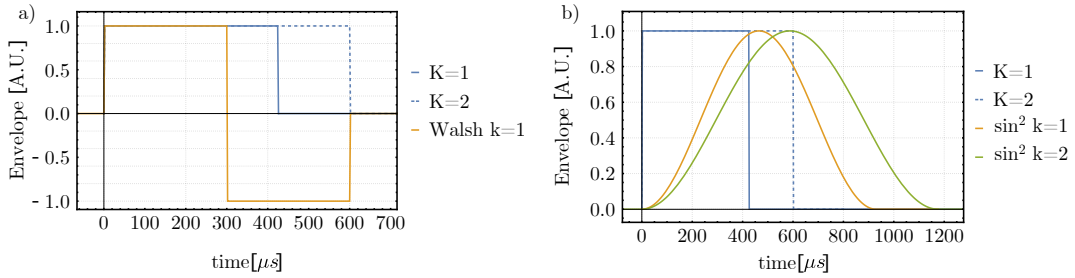 a)
Envelope [A.U.]
1.0
0.5
0.0
- 0.5
- 1.0
0 100 200 300 400 500 600 700
time[μs]
K=1
K=2
Walsh k=1
b)
Envelope [A.U.]
1.0
0.8
0.6
0.4
0.2
0.0
0 200 400 600 800 1000 1200
time[μs]
K=1
K=2
sin² k=1
sin² k=2